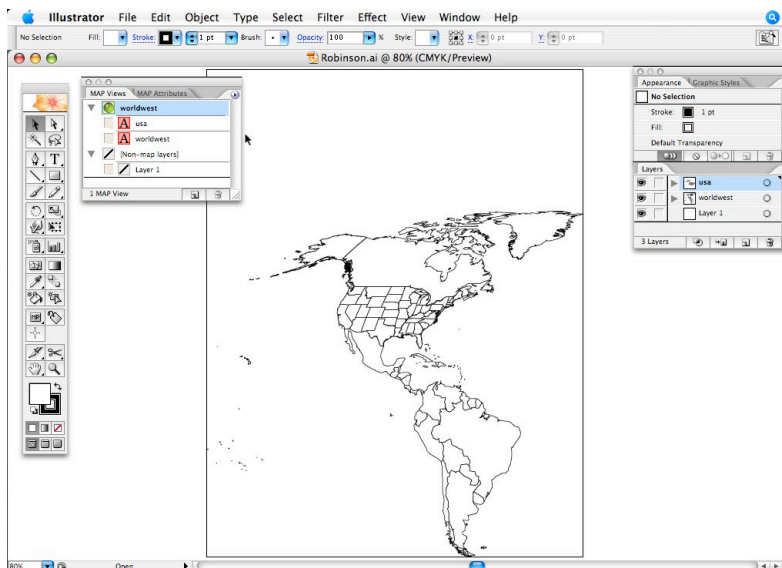 Illustrator File Edit Object Type Select Filter Effect View Window Help
No Selection Fill: Stroke: 1 pt Brush: Opacity: 100 % Style: X: 0 pt Y: 0 pt
Robinson.ai @ 80% (CMYK/Preview)
MAP Views MAP Attributes
worldwest
A usa
A worldwest
[Non-map layers]
Layer 1
1 MAP View
T
MP
Appearance Graphic Styles
No Selection
Stroke: 1 pt
Fill:
Default Transparency
Layers
usa
worldwest
Layer 1
3 Layers
80% Open